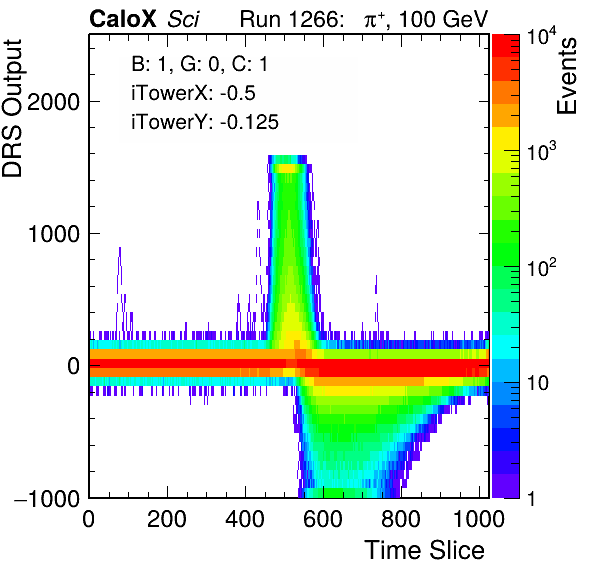 CaloX Sci Run 1266: π⁺, 100 GeV
B: 1, G: 0, C: 1
iTowerX: -0.5
iTowerY: -0.125
DRS Output
2000
1000
0
−1000
0 200 400 600 800 1000
Time Slice
Events
10⁴
10³
10²
10
1